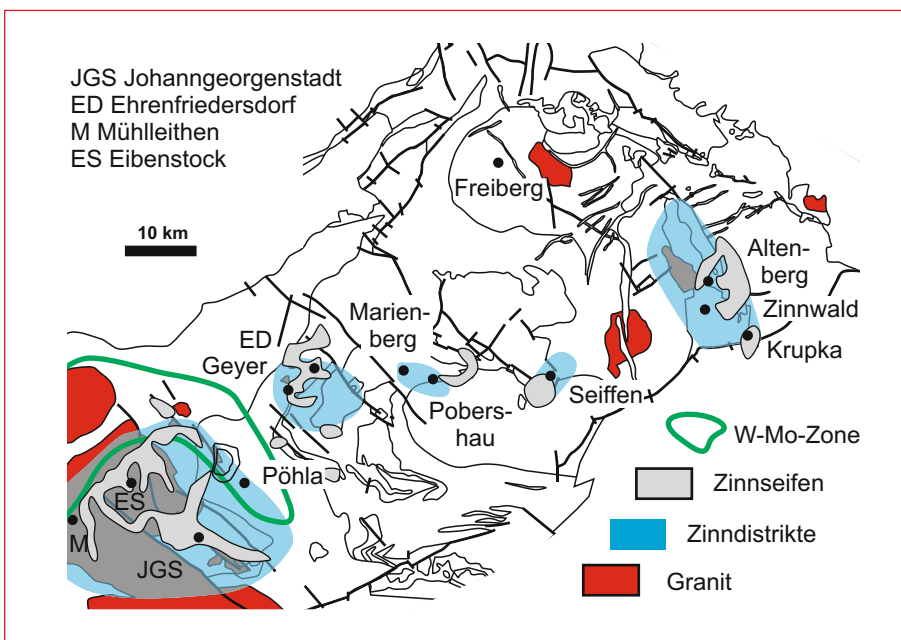 JGS Johanngeorgenstadt
ED Ehrenfriedersdorf
M Mühlleithen
ES Eibenstock
10 km
Freiberg
Alten-
berg
Zinnwald
Krupka
Marien-
berg
ED
Geyer
Seiffen
Pobers-
hau
Pöhla
ES
M
JGS
W-Mo-Zone
Zinnseifen
Zinndistrikte
Granit